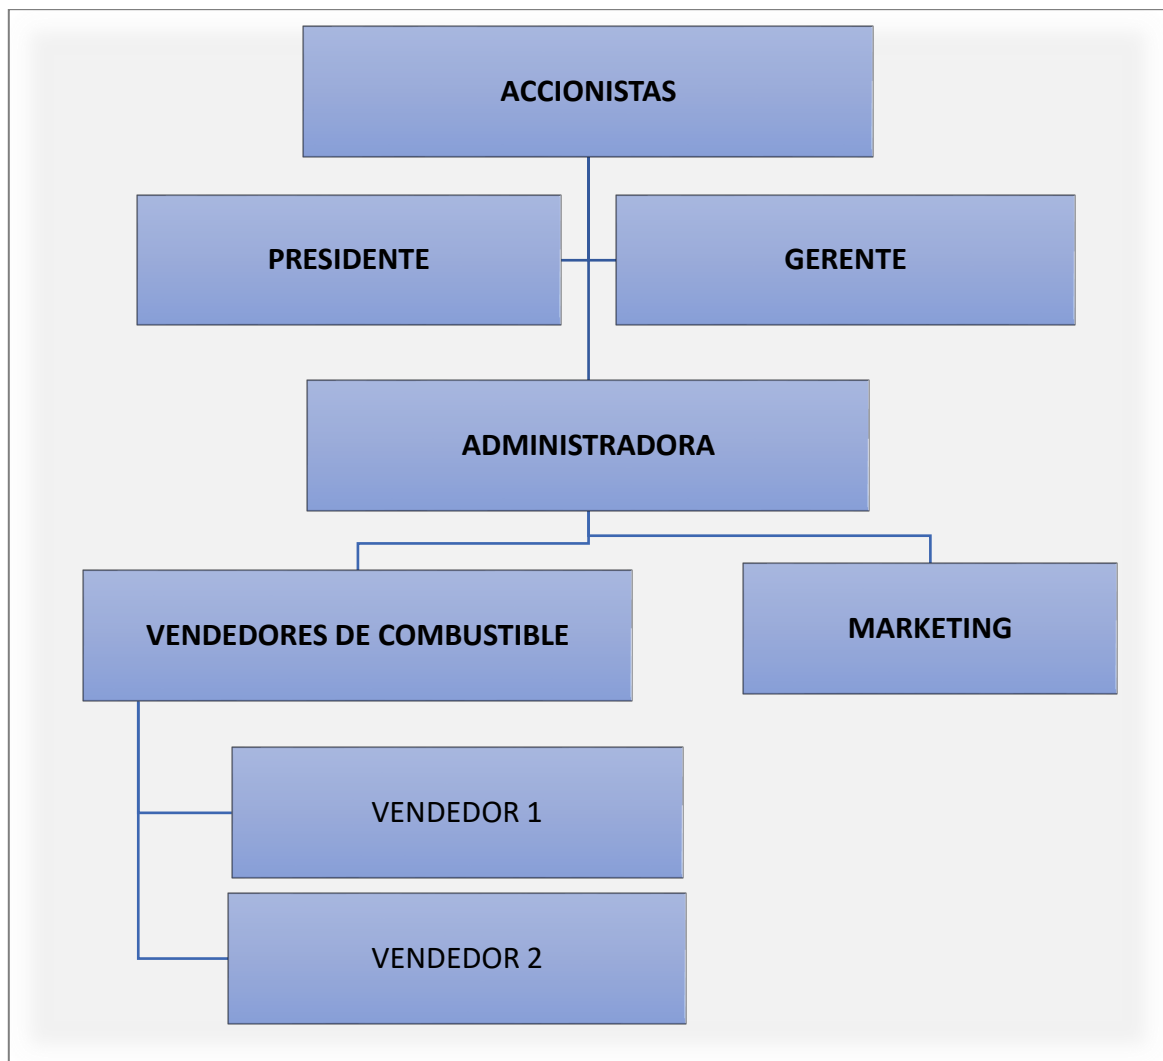 ACCIONISTAS
PRESIDENTE
GERENTE
ADMINISTRADORA
VENDEDORES DE COMBUSTIBLE
MARKETING
VENDEDOR 1
VENDEDOR 2